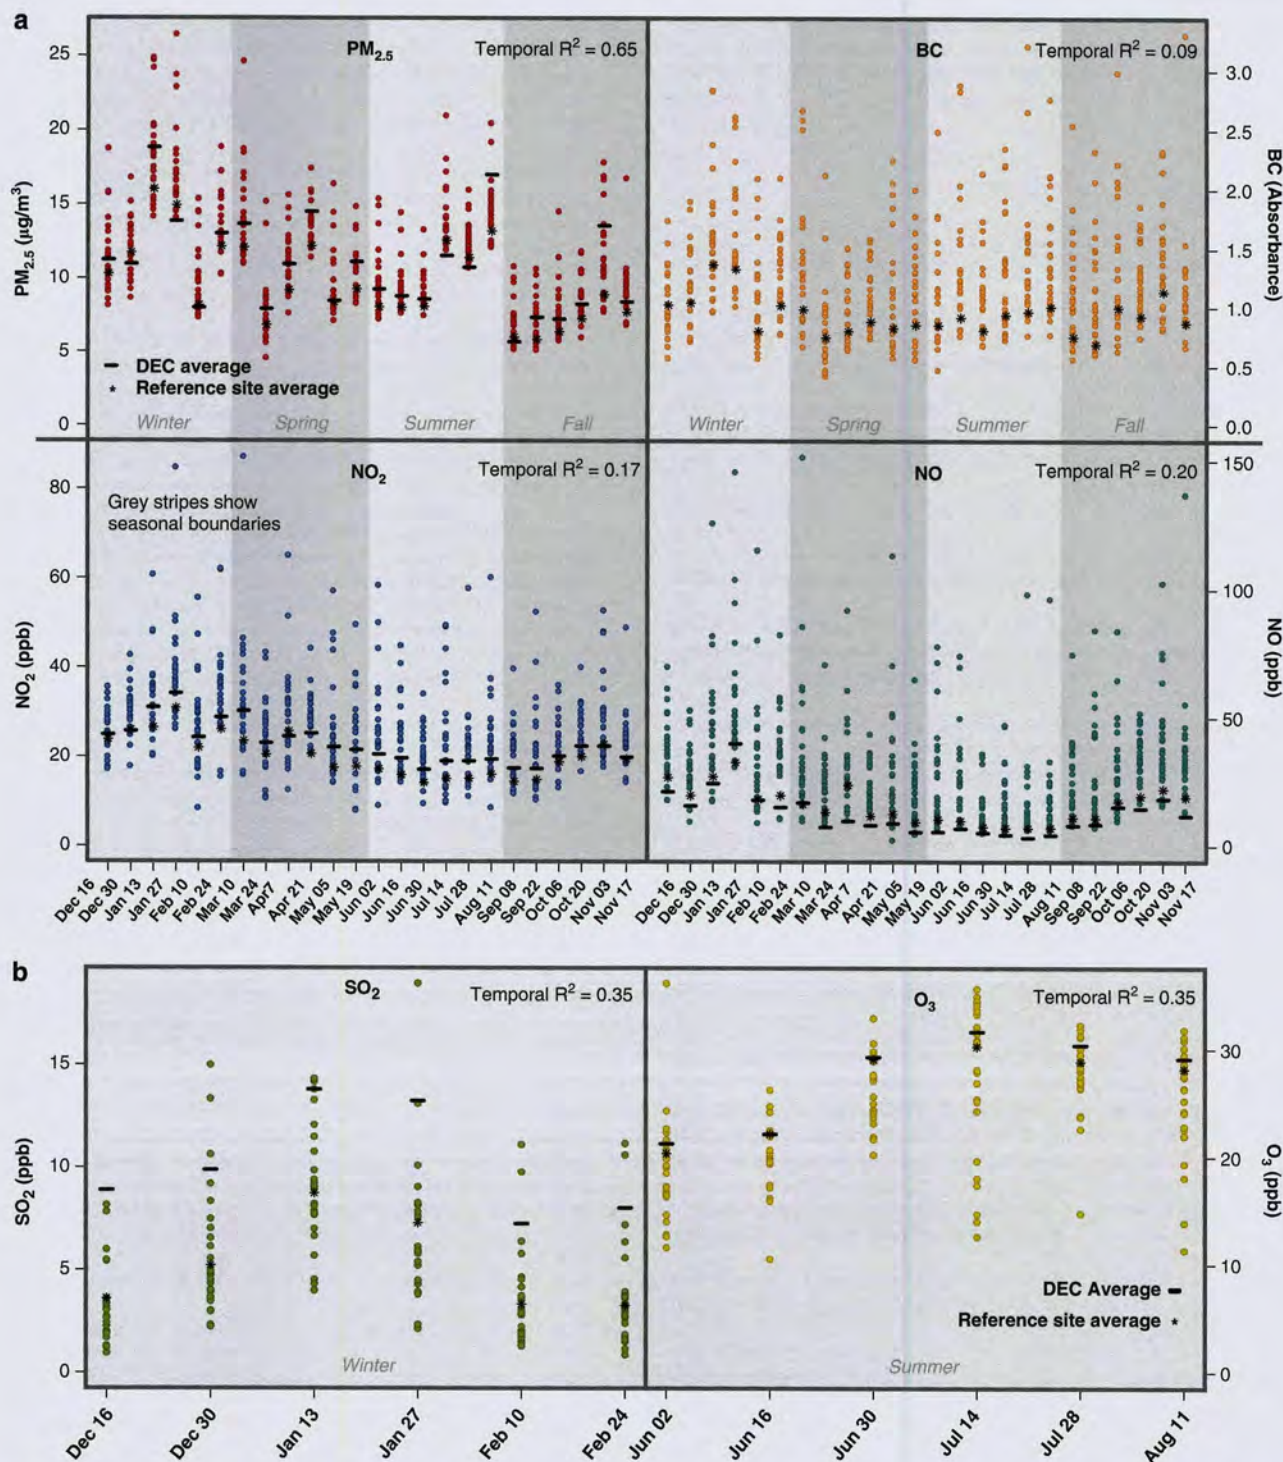 a
PM2.5
Temporal R2 = 0.65
BC
Temporal R2 = 0.09
PM2.5 (µg/m3)
25
20
15
10
5
0
DEC average
Reference site average
Winter
Spring
Summer
Fall
Winter
Spring
Summer
Fall
3.0
2.5
2.0
1.5
1.0
0.5
0.0
BC (Absorbance)
NO2
Temporal R2 = 0.17
NO
Temporal R2 = 0.20
Grey stripes show
seasonal boundaries
NO2 (ppb)
80
60
40
20
0
150
100
50
0
NO (ppb)
Dec 16
Dec 30
Jan 13
Jan 27
Feb 10
Feb 24
Mar 10
Mar 24
Apr7
Apr 21
May 05
May 19
Jun 02
Jun 16
Jun 30
Jul 14
Jul 28
Aug 11
Sep 08
Sep 22
Oct 06
Oct 20
Nov 03
Nov 17
Dec 16
Dec 30
Jan 13
Jan 27
Feb 10
Feb 24
Mar 10
Mar 24
Apr 7
Apr 21
May 05
May 19
Jun 02
Jun 16
Jun 30
Jul 14
Jul 28
Aug 11
Sep 08
Sep 22
Oct 06
Oct 20
Nov 03
Nov 17
b
SO2
Temporal R2 = 0.35
O3
Temporal R2 = 0.35
SO2 (ppb)
15
10
5
0
30
20
10
0
O3 (ppb)
DEC Average
Reference site average
Winter
Summer
Dec 16
Dec 30
Jan 13
Jan 27
Feb 10
Feb 24
Jun 02
Jun 16
Jun 30
Jul 14
Jul 28
Aug 11